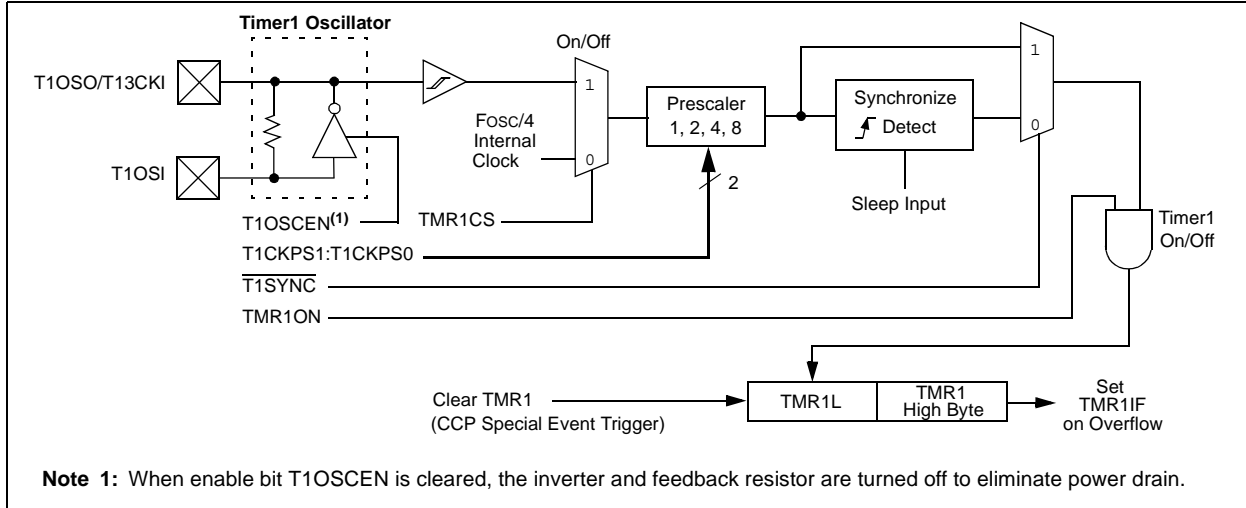 Timer1 Oscillator
T1OSO/T13CKI
T1OSI
On/Off
1
0
FOSC/4
Internal
Clock
Prescaler
1, 2, 4, 8
2
Synchronize
Detect
Sleep Input
1
0
T1OSCEN(1)
TMR1CS
T1CKPS1:T1CKPS0
T1SYNC
TMR1ON
Timer1
On/Off
Clear TMR1
(CCP Special Event Trigger)
TMR1L
TMR1
High Byte
Set
TMR1IF
on Overflow
Note 1: When enable bit T1OSCEN is cleared, the inverter and feedback resistor are turned off to eliminate power drain.